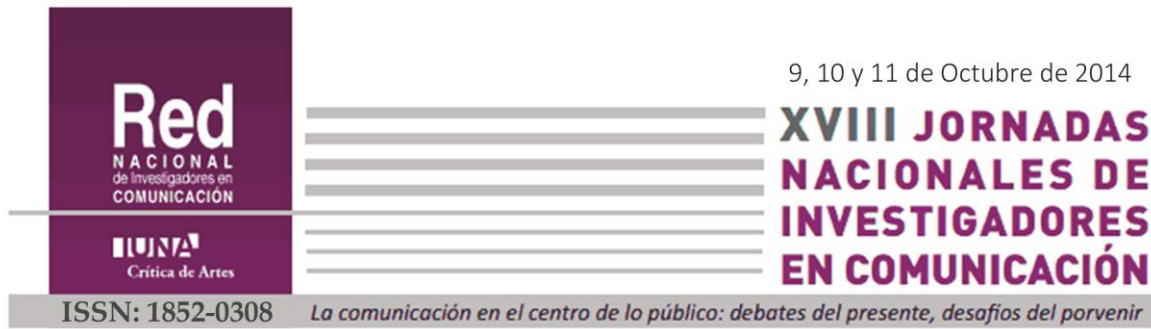 Red
NACIONAL
de Investigadores en
COMUNICACIÓN
IUNA
Crítica de Artes
9, 10 y 11 de Octubre de 2014
XVIII JORNADAS
NACIONALES DE
INVESTIGADORES
EN COMUNICACIÓN
ISSN: 1852-0308
La comunicación en el centro de lo público: debates del presente, desafíos del porvenir